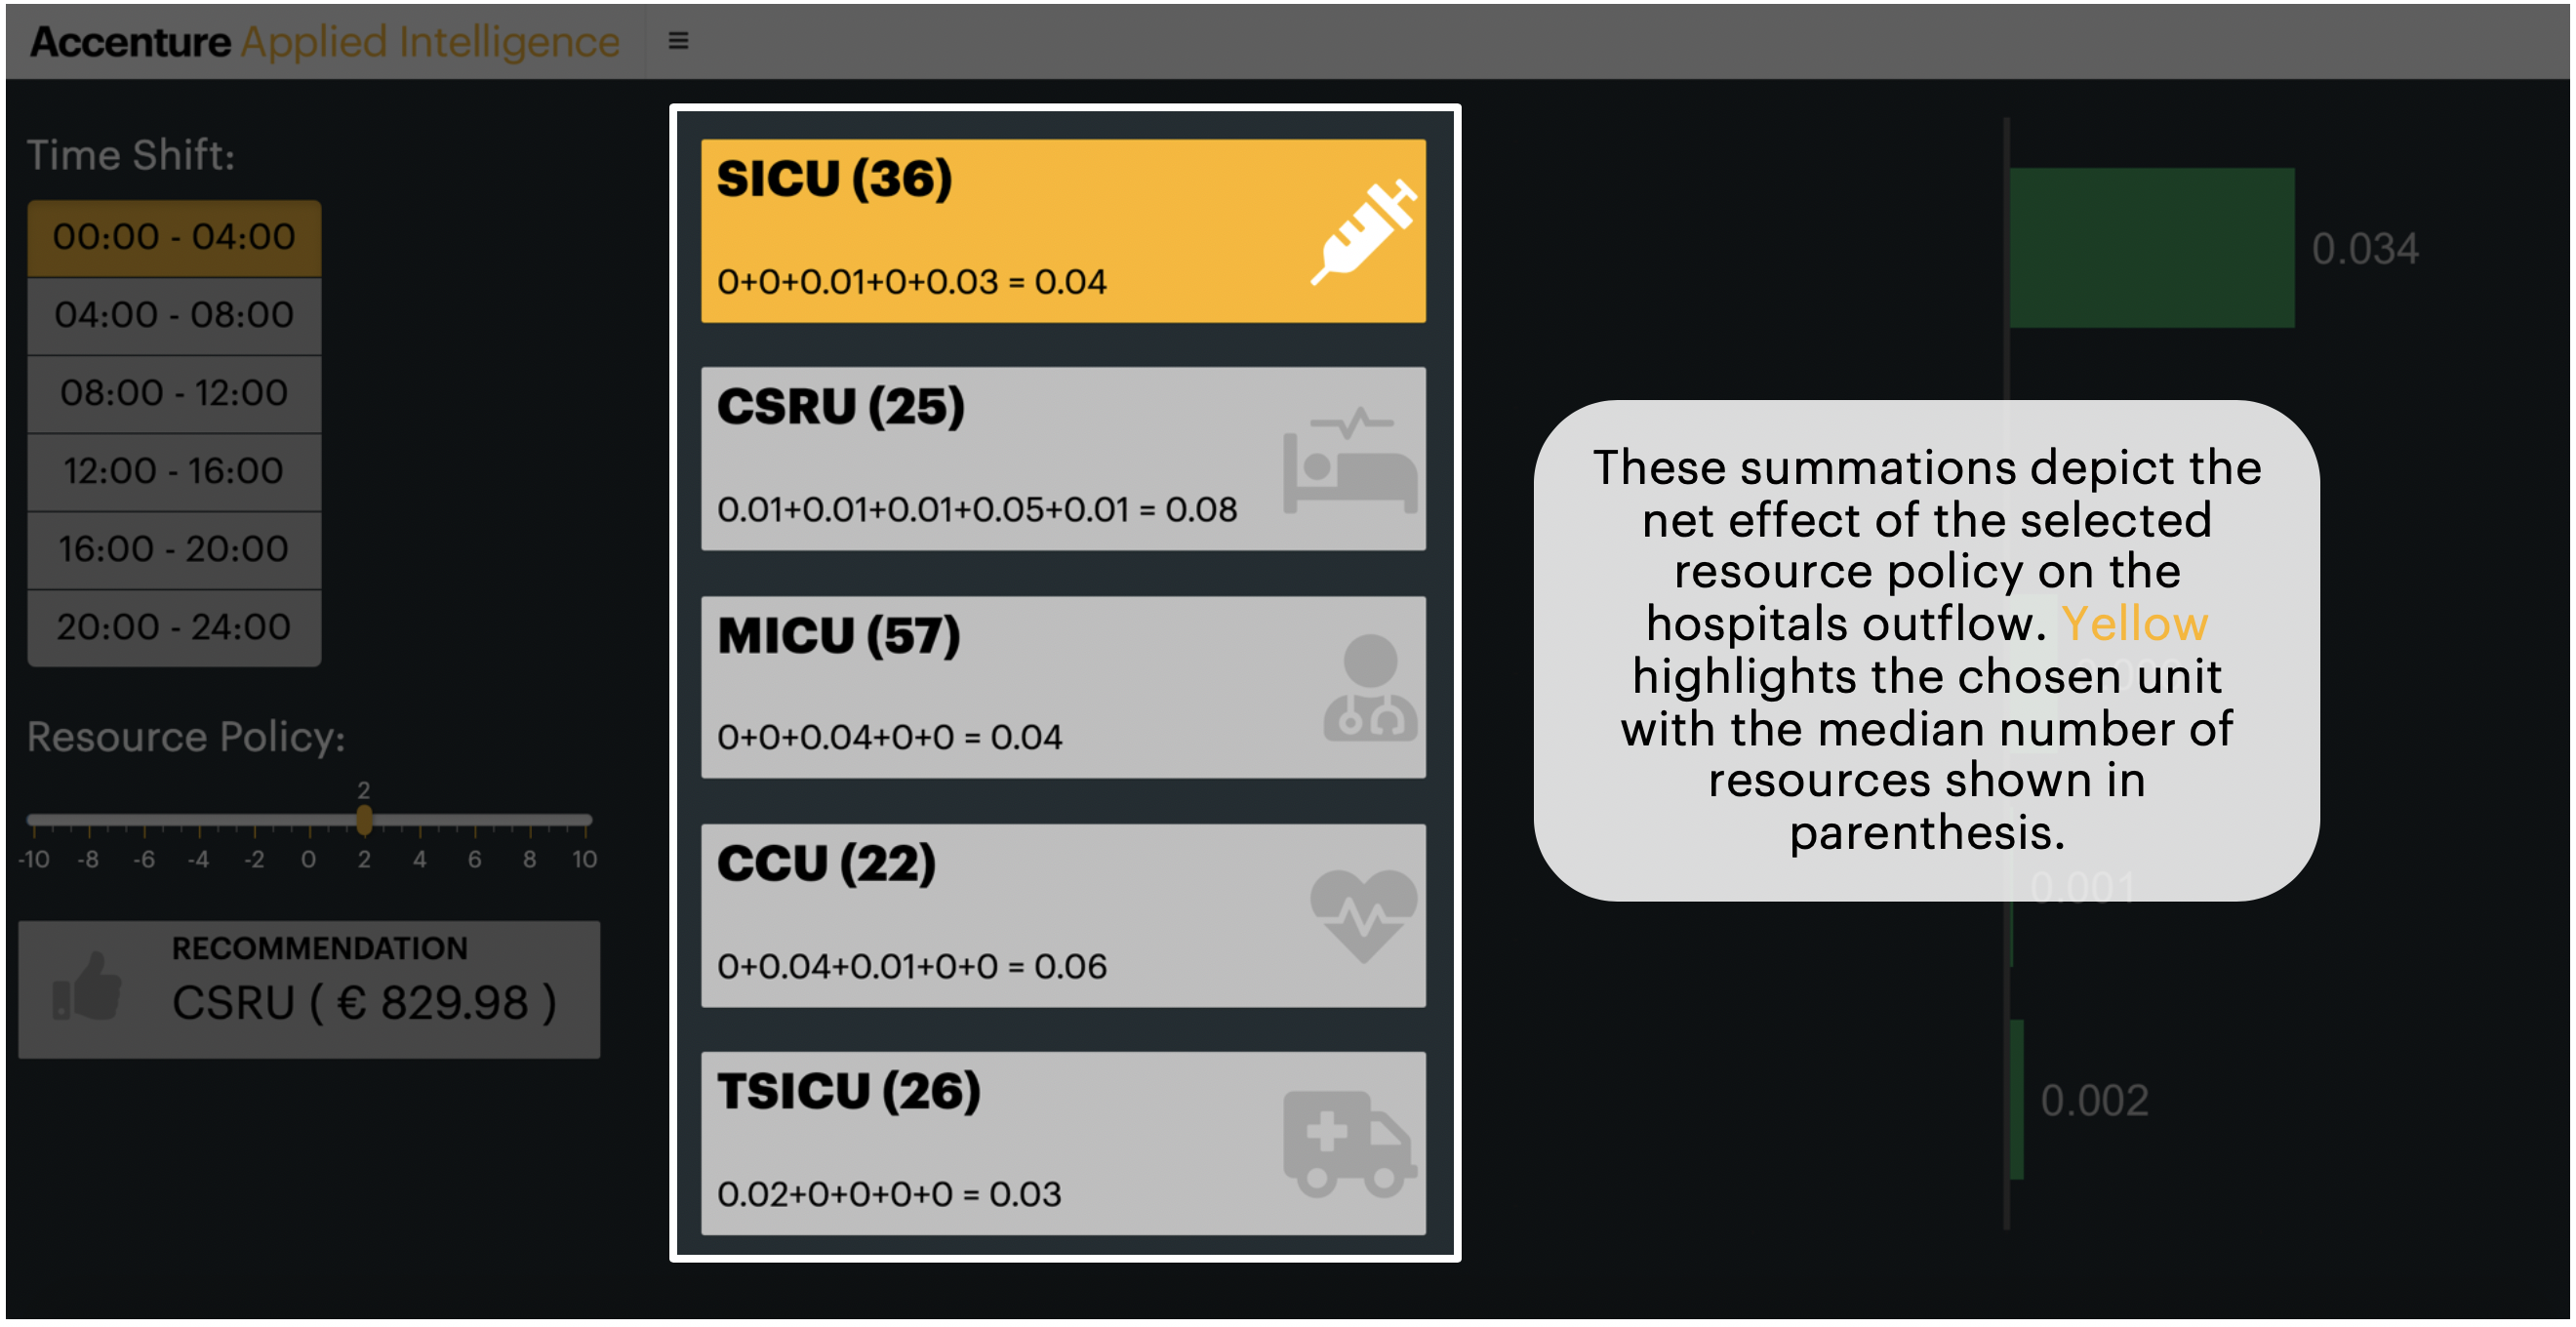 Accenture Applied Intelligence
Time Shift:
00:00 - 04:00
04:00 - 08:00
08:00 - 12:00
12:00 - 16:00
16:00 - 20:00
20:00 - 24:00
Resource Policy:
2
-10 -8 -6 -4 -2 0 2 4 6 8 10
RECOMMENDATION
CSRU ( € 829.98 )
SICU (36)
0+0+0.01+0+0.03 = 0.04
CSRU (25)
0.01+0.01+0.01+0.05+0.01 = 0.08
MICU (57)
0+0+0.04+0+0 = 0.04
CCU (22)
0+0.04+0.01+0+0 = 0.06
TSICU (26)
0.02+0+0+0+0 = 0.03
0.034
These summations depict the
net effect of the selected
resource policy on the
hospitals outflow. Yellow
highlights the chosen unit
with the median number of
resources shown in
parenthesis.
0.001
0.002